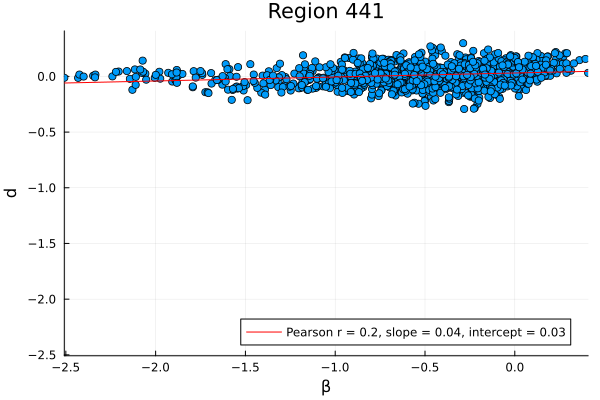 Region 441
d
0.0
−0.5
−1.0
−1.5
−2.0
−2.5
Pearson r = 0.2, slope = 0.04, intercept = 0.03
−2.5 −2.0 −1.5 −1.0 −0.5 0.0
β